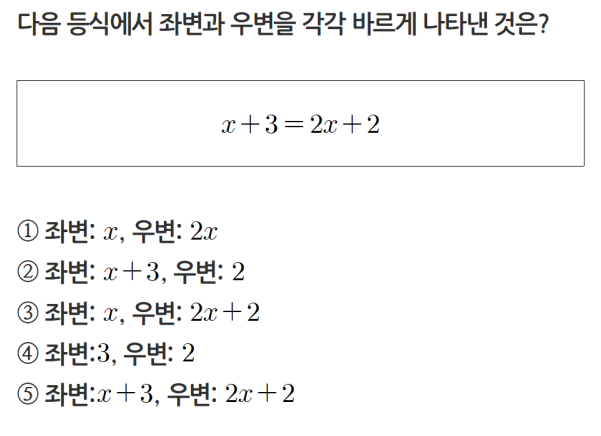 다음 등식에서 좌변과 우변을 각각 바르게 나타낸 것은?
x+3=2x+2
① 좌변: x, 우변: 2x
② 좌변: x+3, 우변: 2
③ 좌변: x, 우변: 2x+2
④ 좌변:3, 우변: 2
⑤ 좌변:x+3, 우변: 2x+2